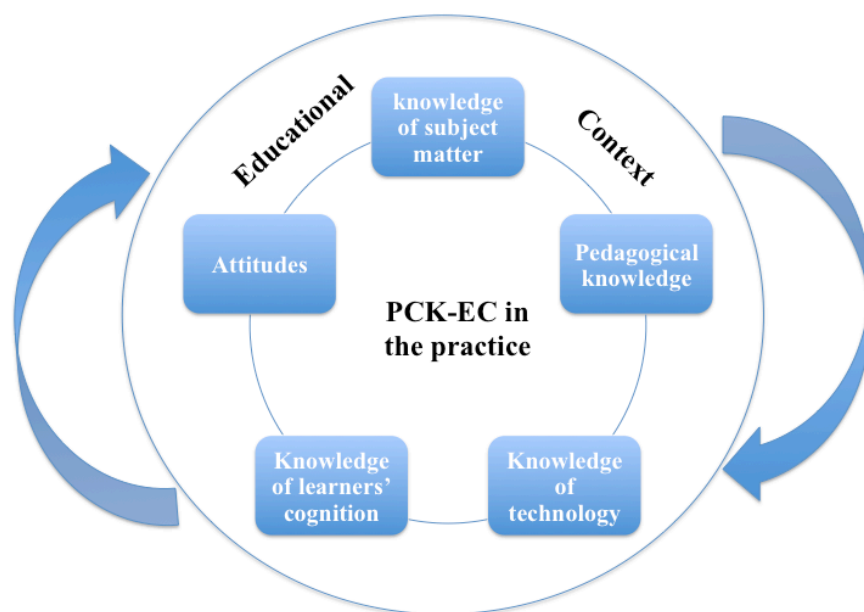 Educational
Context
knowledge
of subject
matter
Attitudes
Pedagogical
knowledge
PCK-EC in
the practice
Knowledge
of learners’
cognition
Knowledge
of
technology